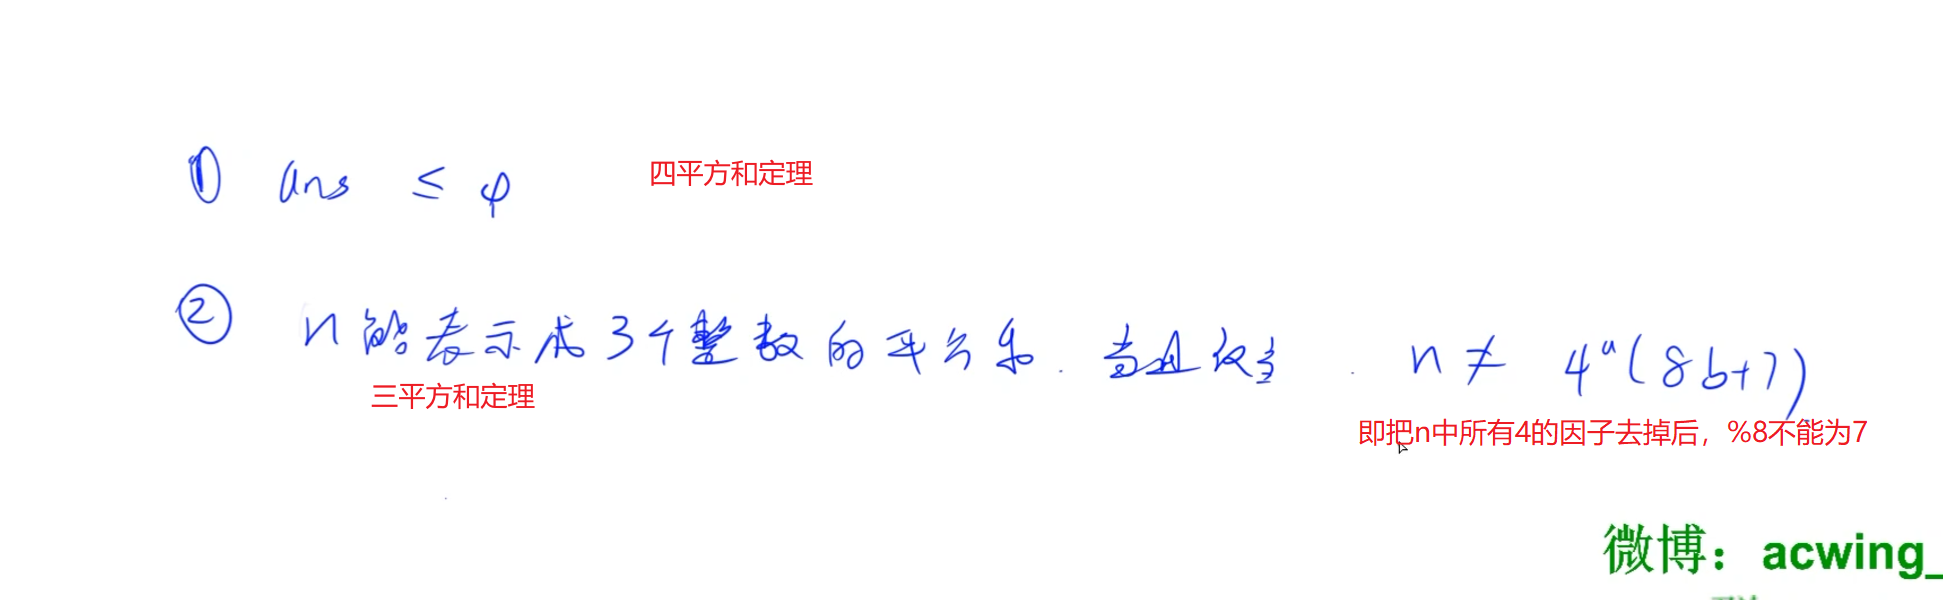 ① ans ≤ 4 四平方和定理
② n能表示成3个整数的平方和. 当且仅当. n ≠ 4^a(8b+7)
三平方和定理
即把n中所有4的因子去掉后，%8不能为7
微博：acwing_